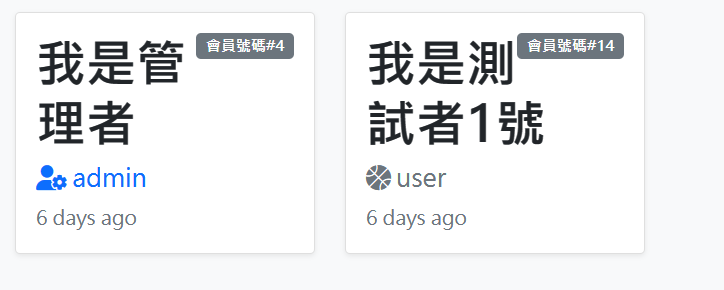 我是管
理者
會員號碼#4
admin
6 days ago
我是測
試者1號
會員號碼#14
user
6 days ago